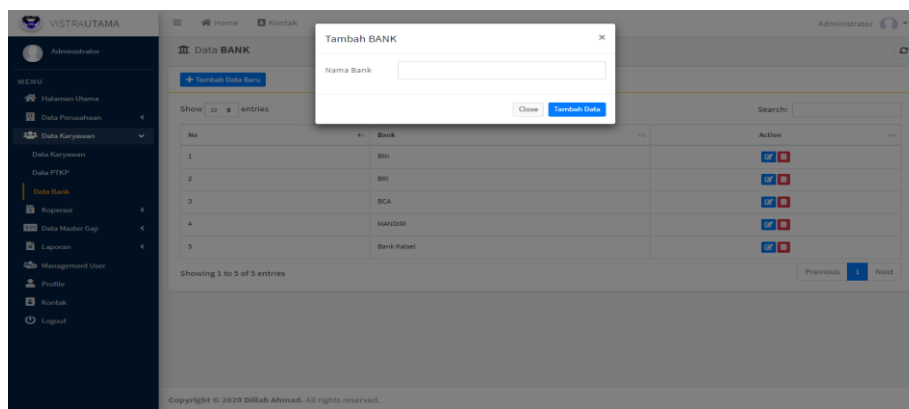 VISTRAUTAMA
Home
Kontak
Administrator
Administrator
MENU
Halaman Utama
Data Perusahaan
Data Karyawan
Data Karyawan
Data PTKP
Data Bank
Koperasi
Data Master Gaji
Laporan
Management User
Profile
Kontak
Logout
Data BANK
+ Tambah Data Baru
Show 10 entries
Search:
No Bank Action
1 BNI
2 BRI
3 BCA
4 MANDIRI
5 Bank Kalsel
Showing 1 to 5 of 5 entries
Previous 1 Next
Tambah BANK ×
Nama Bank
Close Tambah Data
Copyright © 2020 Dillah Ahmad. All rights reserved.